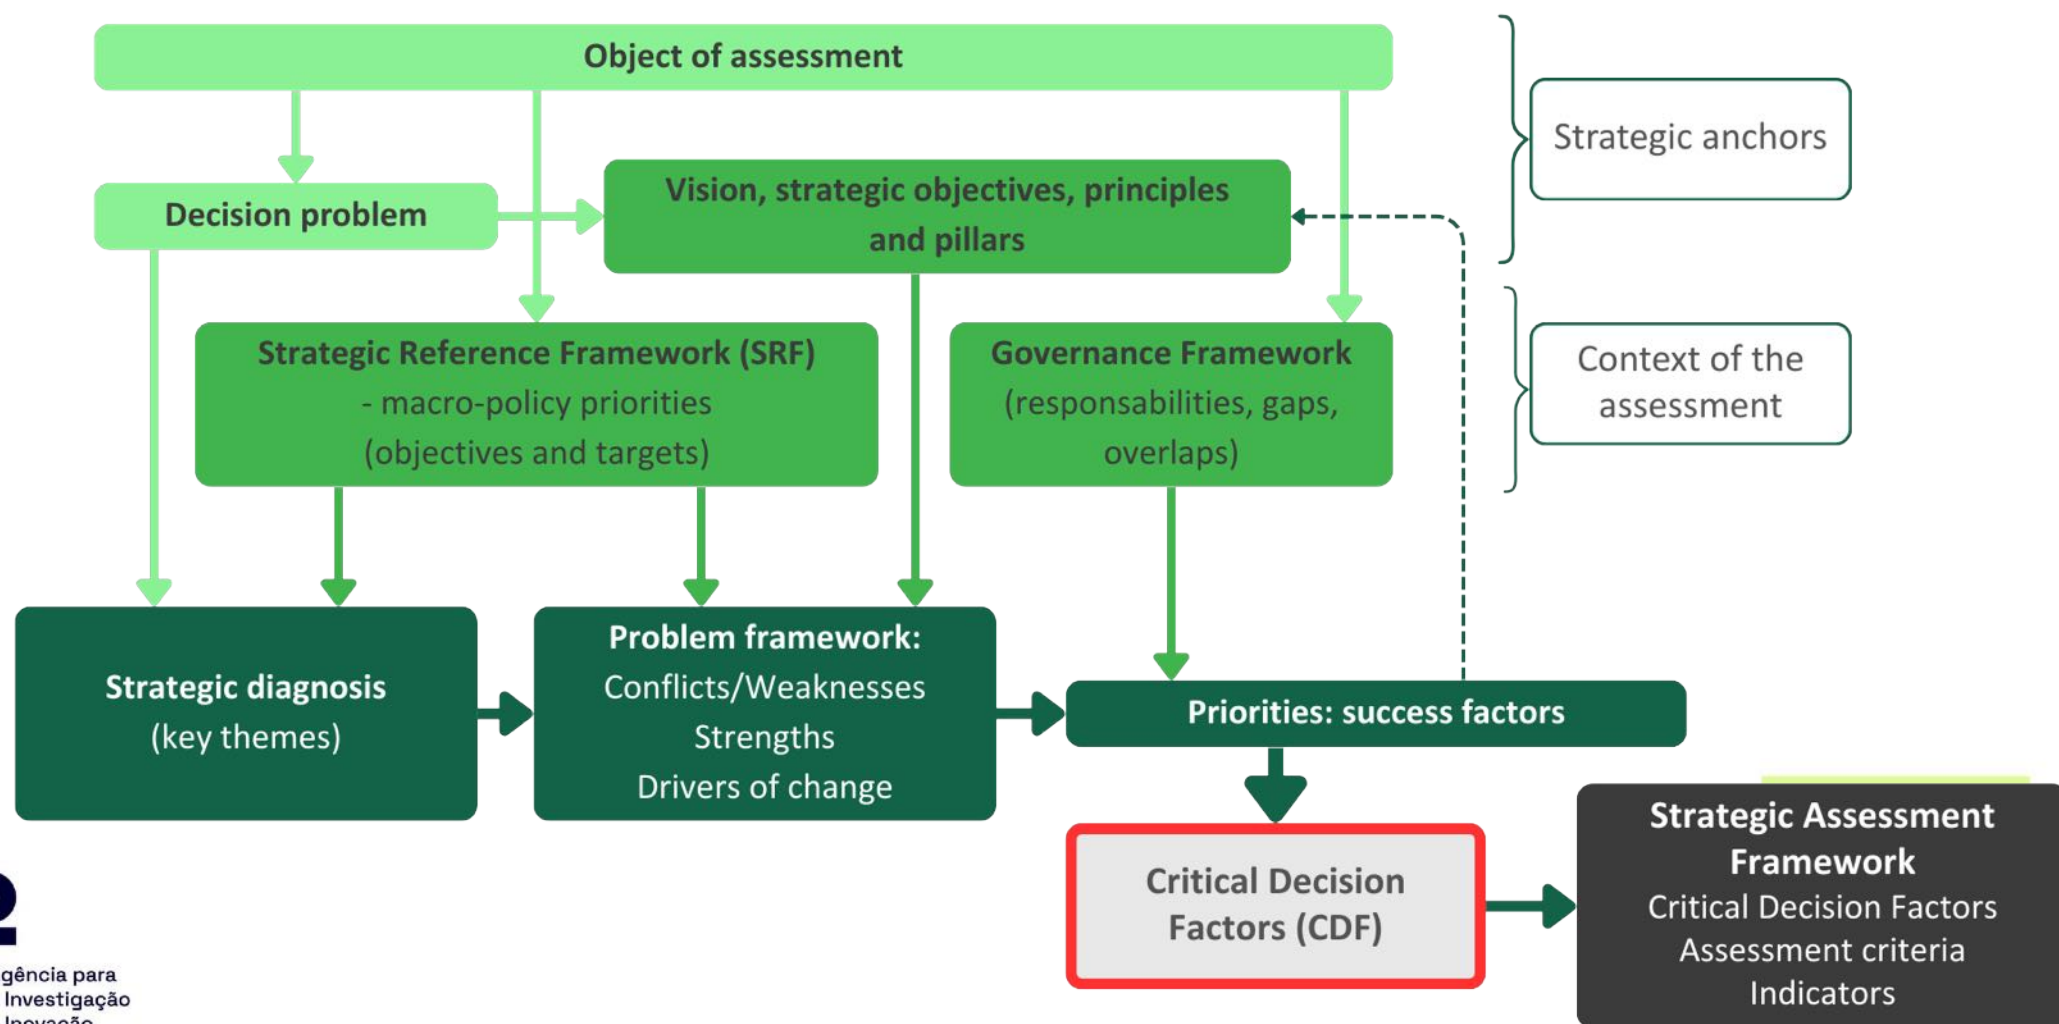 Object of assessment
Strategic anchors
Decision problem
Vision, strategic objectives, principles
and pillars
Strategic Reference Framework (SRF)
- macro-policy priorities
(objectives and targets)
Governance Framework
(responsabilities, gaps,
overlaps)
Context of the
assessment
Strategic diagnosis
(key themes)
Problem framework:
Conflicts/Weaknesses
Strengths
Drivers of change
Priorities: success factors
Critical Decision
Factors (CDF)
Strategic Assessment
Framework
Critical Decision Factors
Assessment criteria
Indicators
gência para
Investigação